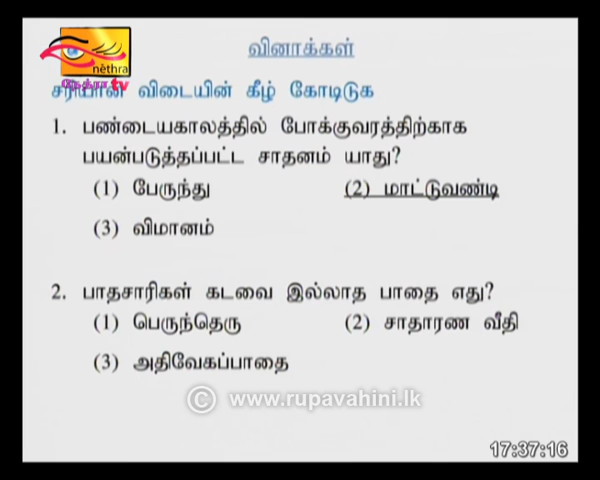 nethra
நேத்ரா tv
வினாக்கள்
சரியான விடையின் கீழ் கோடிடுக
1. பண்டையகாலத்தில் போக்குவரத்திற்காக
பயன்படுத்தப்பட்ட சாதனம் யாது?
(1) பேருந்து (2) மாட்டுவண்டி
(3) விமானம்
2. பாதசாரிகள் கடவை இல்லாத பாதை எது?
(1) பெருந்தெரு (2) சாதாரண வீதி
(3) அதிவேகப்பாதை
© www.rupavahini.lk
17:37:16